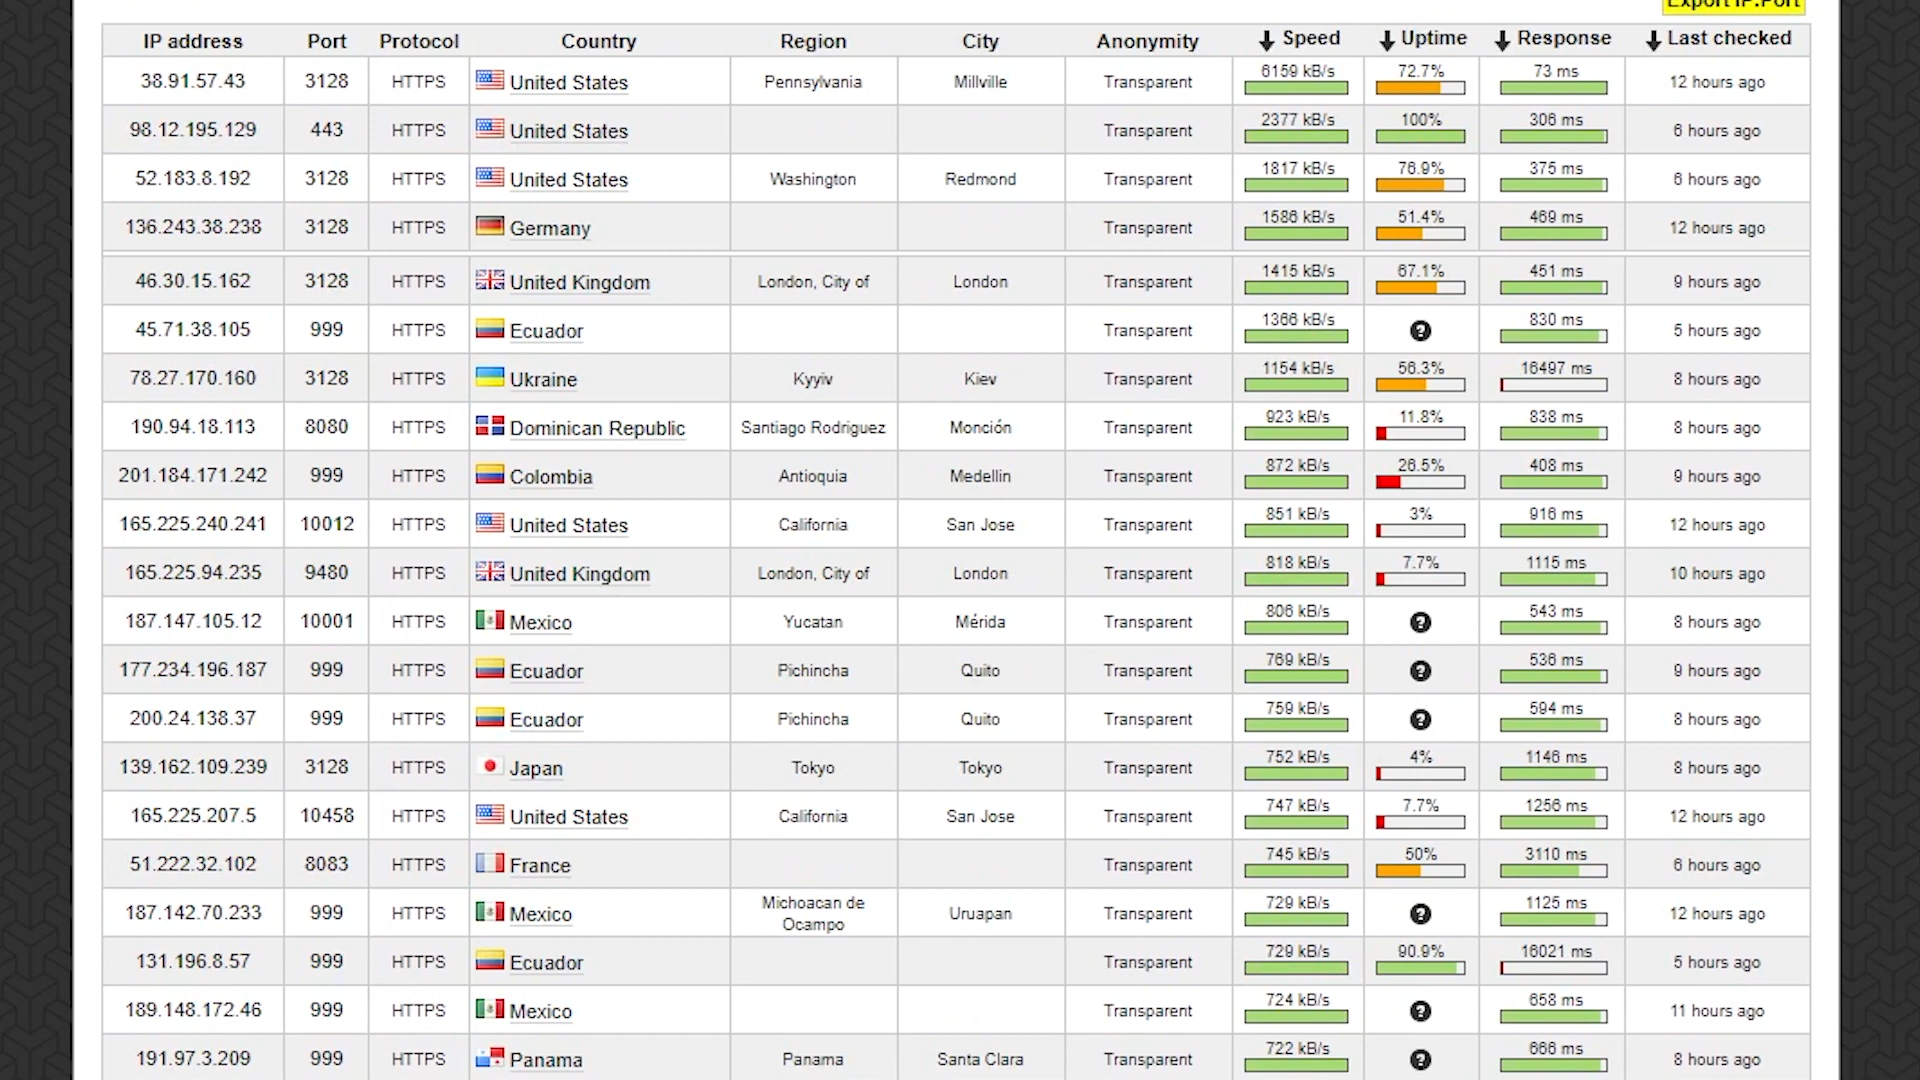 Export IP:Port
IP address Port Protocol Country Region City Anonymity Speed Uptime Response Last checked
38.91.57.43 3128 HTTPS United States Pennsylvania Millville Transparent 6159 kB/s 72.7% 73 ms 12 hours ago
98.12.195.129 443 HTTPS United States Transparent 2377 kB/s 100% 306 ms 6 hours ago
52.183.8.192 3128 HTTPS United States Washington Redmond Transparent 1817 kB/s 76.9% 375 ms 6 hours ago
136.243.38.238 3128 HTTPS Germany Transparent 1586 kB/s 51.4% 469 ms 12 hours ago
46.30.15.162 3128 HTTPS United Kingdom London, City of London Transparent 1415 kB/s 67.1% 451 ms 9 hours ago
45.71.38.105 999 HTTPS Ecuador Transparent 1366 kB/s ? 830 ms 5 hours ago
78.27.170.160 3128 HTTPS Ukraine Kyyiv Kiev Transparent 1154 kB/s 56.3% 16497 ms 8 hours ago
190.94.18.113 8080 HTTPS Dominican Republic Santiago Rodriguez Monción Transparent 923 kB/s 11.8% 838 ms 8 hours ago
201.184.171.242 999 HTTPS Colombia Antioquia Medellin Transparent 872 kB/s 26.5% 408 ms 9 hours ago
165.225.240.241 10012 HTTPS United States California San Jose Transparent 851 kB/s 3% 916 ms 12 hours ago
165.225.94.235 9480 HTTPS United Kingdom London, City of London Transparent 818 kB/s 7.7% 1115 ms 10 hours ago
187.147.105.12 10001 HTTPS Mexico Yucatan Mérida Transparent 806 kB/s ? 543 ms 8 hours ago
177.234.196.187 999 HTTPS Ecuador Pichincha Quito Transparent 769 kB/s ? 536 ms 9 hours ago
200.24.138.37 999 HTTPS Ecuador Pichincha Quito Transparent 759 kB/s ? 594 ms 8 hours ago
139.162.109.239 3128 HTTPS Japan Tokyo Tokyo Transparent 752 kB/s 4% 1146 ms 8 hours ago
165.225.207.5 10458 HTTPS United States California San Jose Transparent 747 kB/s 7.7% 1256 ms 12 hours ago
51.222.32.102 8083 HTTPS France Transparent 745 kB/s 50% 3110 ms 6 hours ago
187.142.70.233 999 HTTPS Mexico Michoacan de Ocampo Uruapan Transparent 729 kB/s ? 1125 ms 12 hours ago
131.196.8.57 999 HTTPS Ecuador Transparent 729 kB/s 90.9% 16021 ms 5 hours ago
189.148.172.46 999 HTTPS Mexico Transparent 724 kB/s ? 658 ms 11 hours ago
191.97.3.209 999 HTTPS Panama Panama Santa Clara Transparent 722 kB/s ? 666 ms 8 hours ago